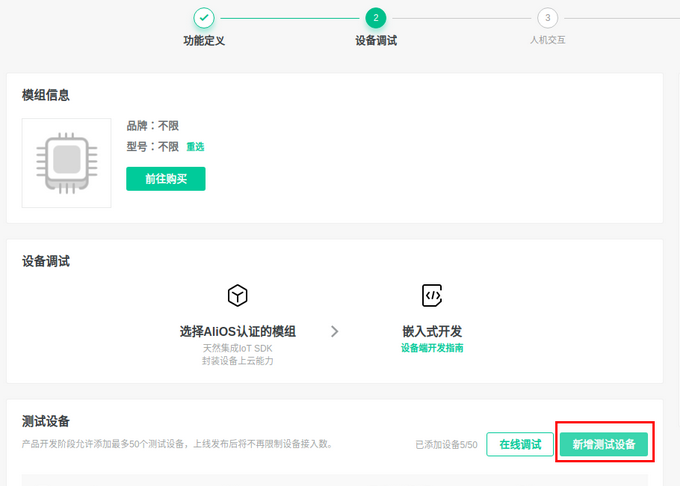 2
3
功能定义
设备调试
人机交互
模组信息
品牌：不限
型号：不限 重选
前往购买
设备调试
选择AliOS认证的模组
天然集成IoT SDK
封装设备上云能力
嵌入式开发
设备端开发指南
测试设备
产品开发阶段允许添加最多50个测试设备，上线发布后将不再限制设备接入数。
已添加设备5/50
在线调试
新增测试设备